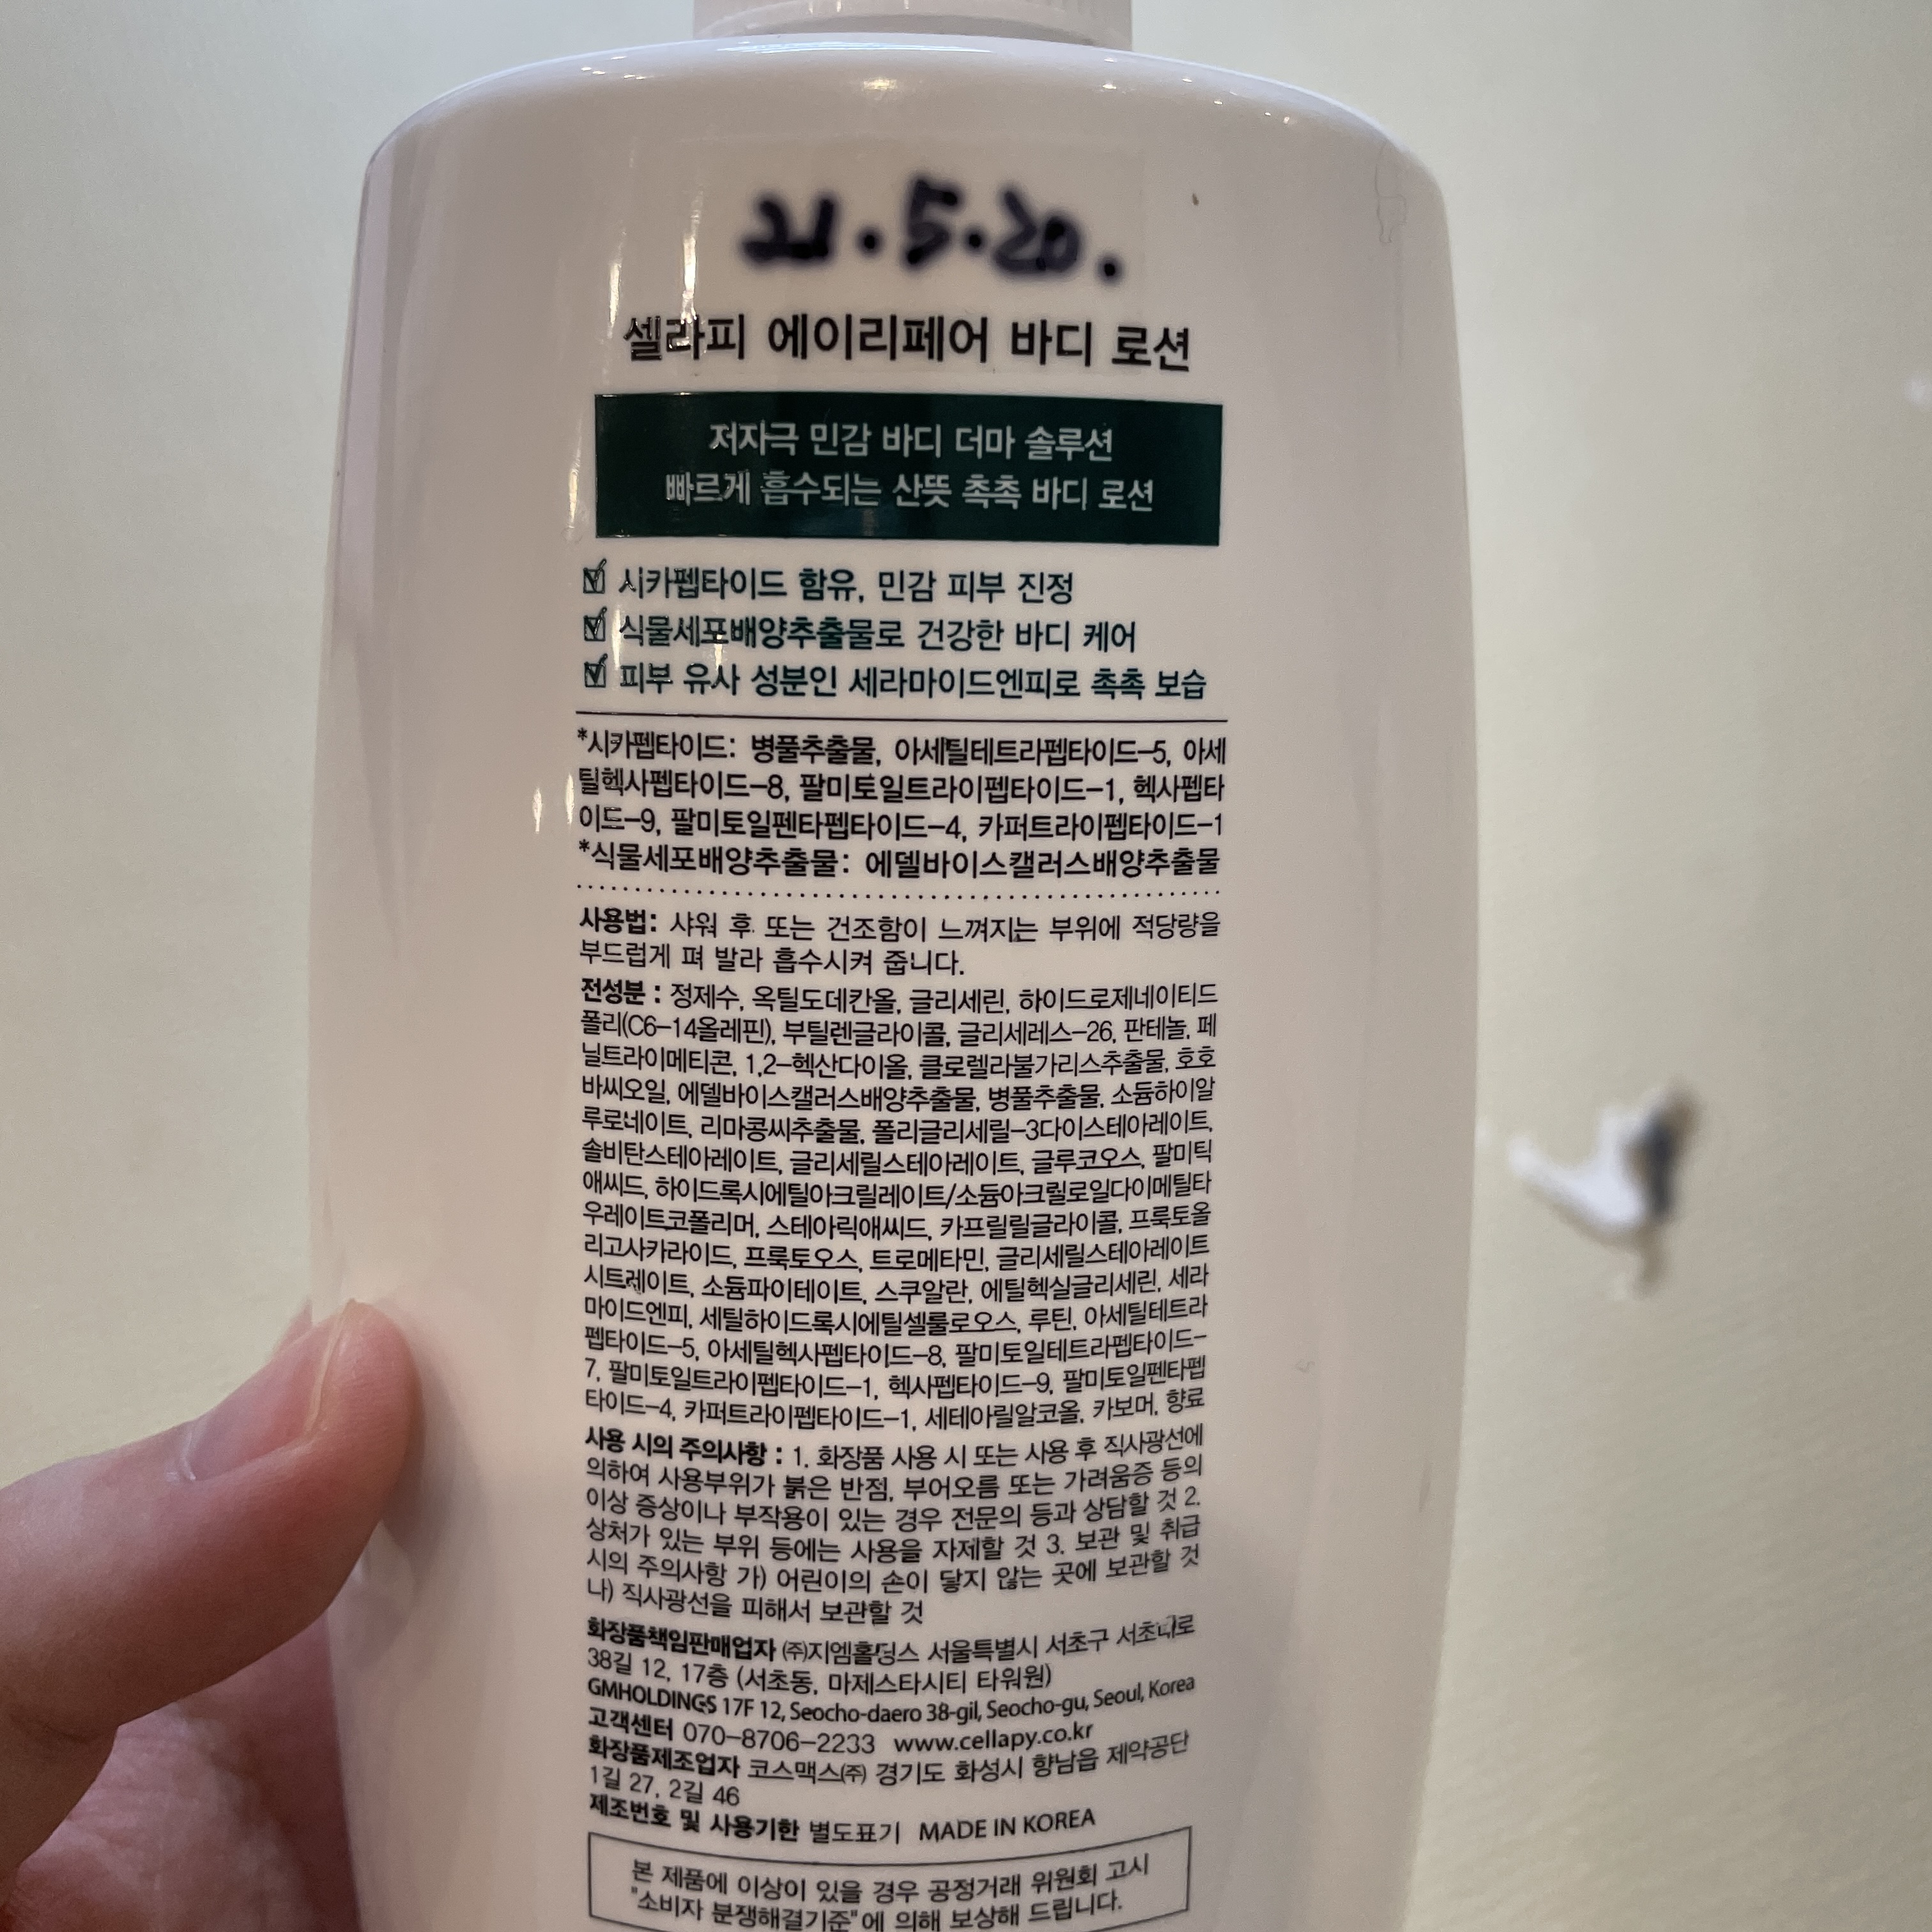 21.5.20.
셀라피 에이리페어 바디 로션
저자극 민감 바디 더마 솔루션
빠르게 흡수되는 산뜻 촉촉 바디 로션
☑ 시카펩타이드 함유, 민감 피부 진정
☑ 식물세포배양추출물로 건강한 바디 케어
☑ 피부 유사 성분인 세라마이드엔피로 촉촉 보습
*시카펩타이드: 병풀추출물, 아세틸테트라펩타이드-5, 아세
틸헥사펩타이드-8, 팔미토일트라이펩타이드-1, 헥사펩타
이드-9, 팔미토일펜타펩타이드-4, 카퍼트라이펩타이드-1
*식물세포배양추출물: 에델바이스캘러스배양추출물
사용법: 샤워 후 또는 건조함이 느껴지는 부위에 적당량을
부드럽게 펴 발라 흡수시켜 줍니다.
전성분 : 정제수, 옥틸도데칸올, 글리세린, 하이드로제네이티드
폴리(C6-14올레핀), 부틸렌글라이콜, 글리세레스-26, 판테놀, 페
닐트라이메티콘, 1,2-헥산다이올, 클로렐라불가리스추출물, 호호
바씨오일, 에델바이스캘러스배양추출물, 병풀추출물, 소듐하이알
루로네이트, 리마콩씨추출물, 폴리글리세릴-3다이스테아레이트,
솔비탄스테아레이트, 글리세릴스테아레이트, 글루코오스, 팔미틱
애씨드, 하이드록시에틸아크릴레이트/소듐아크릴로일다이메틸타
우레이트코폴리머, 스테아릭애씨드, 카프릴릴글라이콜, 프룩토올
리고사카라이드, 프룩토오스, 트로메타민, 글리세릴스테아레이트
시트레이트, 소듐파이테이트, 스쿠알란, 에틸헥실글리세린, 세라
마이드엔피, 세틸하이드록시에틸셀룰로오스, 루틴, 아세틸테트라
펩타이드-5, 아세틸헥사펩타이드-8, 팔미토일테트라펩타이드-
7, 팔미토일트라이펩타이드-1, 헥사펩타이드-9, 팔미토일펜타펩
타이드-4, 카퍼트라이펩타이드-1, 세테아릴알코올, 카보머, 향료
사용 시의 주의사항 : 1. 화장품 사용 시 또는 사용 후 직사광선에
의하여 사용부위가 붉은 반점, 부어오름 또는 가려움증 등의
이상 증상이나 부작용이 있는 경우 전문의 등과 상담할 것 2.
상처가 있는 부위 등에는 사용을 자제할 것 3. 보관 및 취급
시의 주의사항 가) 어린이의 손이 닿지 않는 곳에 보관할 것
나) 직사광선을 피해서 보관할 것
화장품책임판매업자 ㈜지엠홀딩스 서울특별시 서초구 서초대로
38길 12, 17층 (서초동, 마제스타시티 타워원)
GMHOLDINGS 17F 12, Seocho-daero 38-gil, Seocho-gu, Seoul, Korea
고객센터 070-8706-2233 www.cellapy.co.kr
화장품제조업자 코스맥스㈜ 경기도 화성시 향남읍 제약공단
1길 27, 2길 46
제조번호 및 사용기한 별도표기 MADE IN KOREA
본 제품에 이상이 있을 경우 공정거래 위원회 고시
"소비자 분쟁해결기준"에 의해 보상해 드립니다.